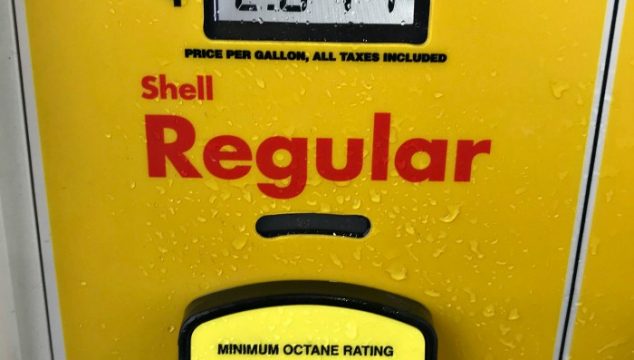 PRICE PER GALLON, ALL TAXES INCLUDED
Shell
Regular
MINIMUM OCTANE RATING